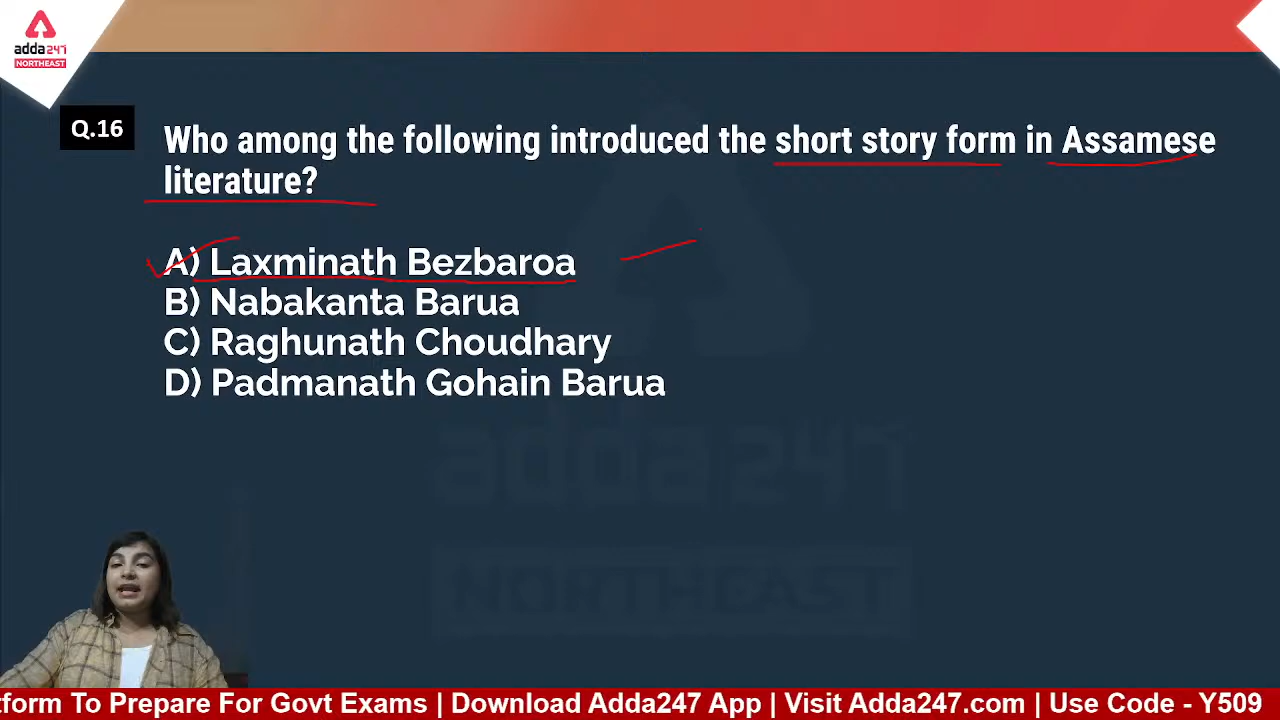 adda247
NORTHEAST
Q.16
Who among the following introduced the short story form in Assamese
literature?
A) Laxminath Bezbaroa
B) Nabakanta Barua
C) Raghunath Choudhary
D) Padmanath Gohain Barua
adda247
NORTHEAST
tform To Prepare For Govt Exams | Download Adda247 App | Visit Adda247.com | Use Code - Y509